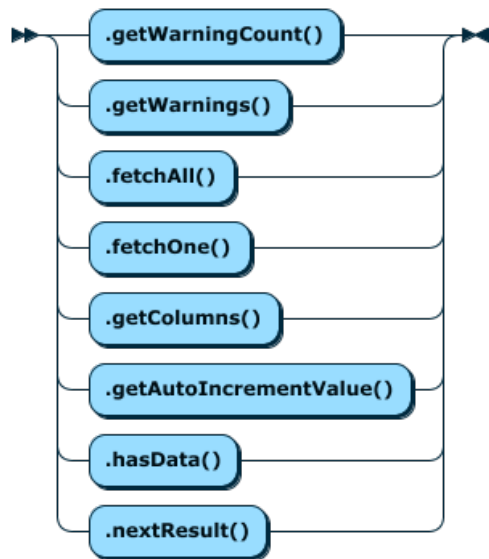 .getWarningCount()
.getWarnings()
.fetchAll()
.fetchOne()
.getColumns()
.getAutoIncrementValue()
.hasData()
.nextResult()